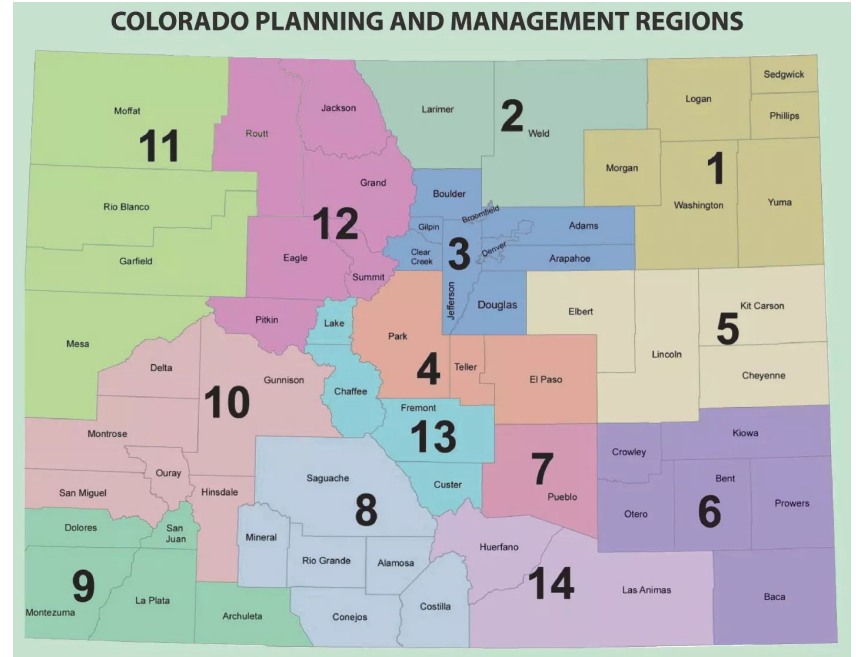 COLORADO PLANNING AND MANAGEMENT REGIONS
Sedgwick
Logan
Moffat
Jackson
Larimer
2
Weld
Phillips
11
Routt
Morgan
1
Grand
Boulder
Rio Blanco
12
Washington
Yuma
Broomfield
Gilpin
Adams
Garfield
Eagle
Clear
Creek
3
Denver
Arapahoe
Summit
Jefferson
Douglas
Elbert
Kit Carson
Pitkin
Lake
5
Mesa
Park
Lincoln
Delta
Teller
4
Cheyenne
Gunnison
El Paso
Chaffee
10
Fremont
Montrose
13
Kiowa
Crowley
Ouray
7
Saguache
Bent
San Miguel
Hinsdale
Custer
Pueblo
Prowers
8
6
Otero
Dolores
San
Juan
Mineral
Huerfano
Rio Grande
Alamosa
9
14
Las Animas
La Plata
Baca
Montezuma
Archuleta
Conejos
Costilla